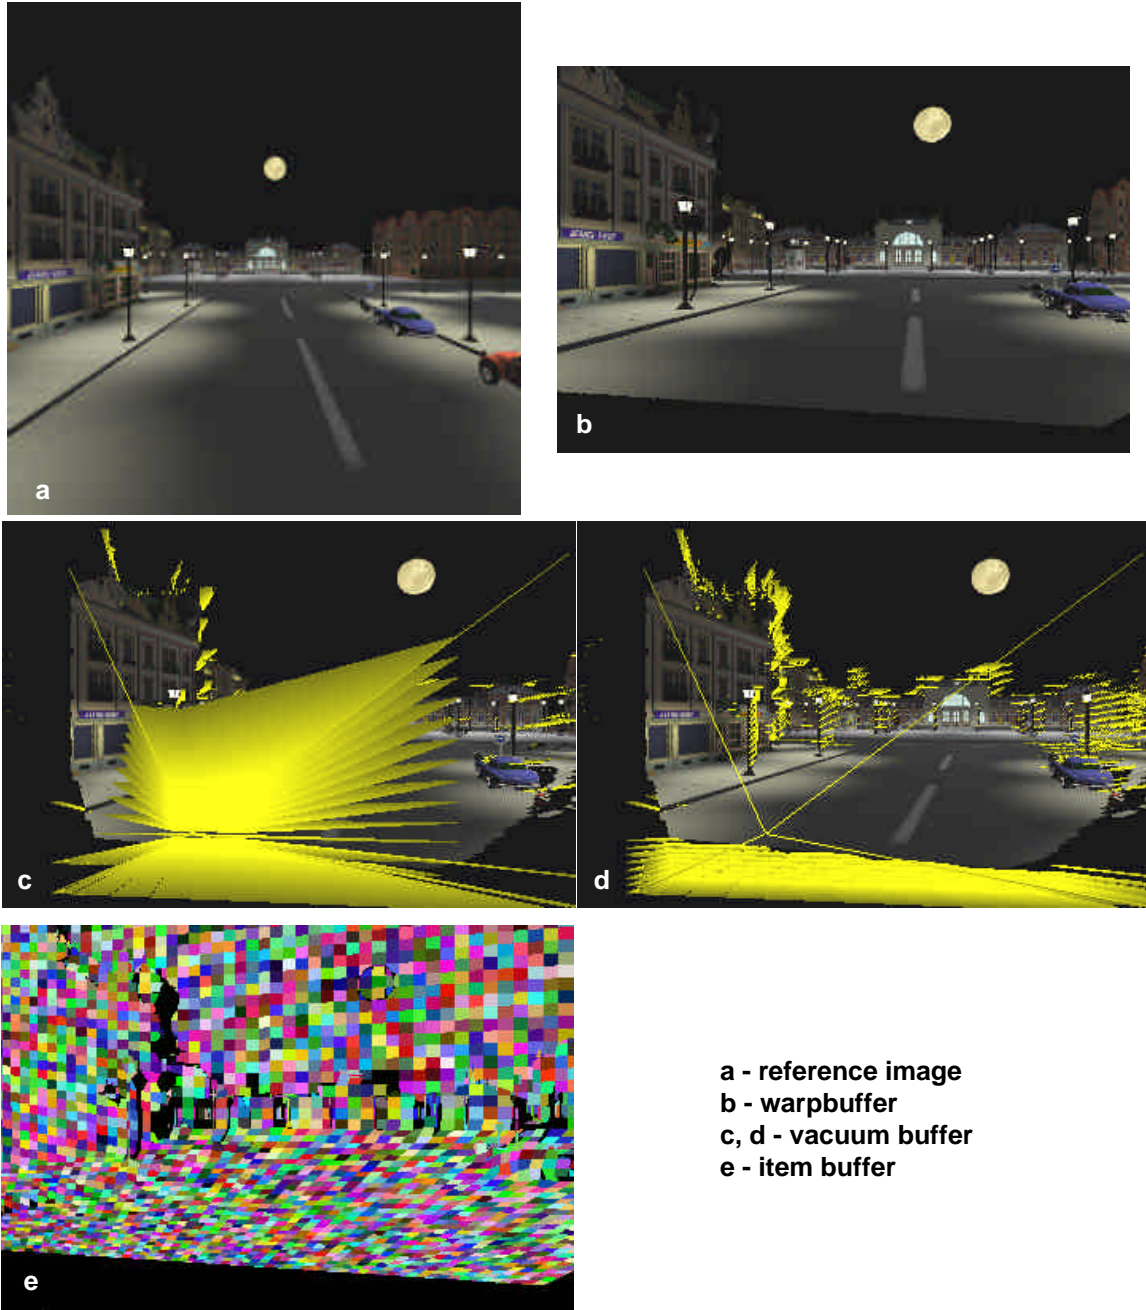 a
b
c
d
e
a - reference image
b - warpbuffer
c, d - vacuum buffer
e - item buffer